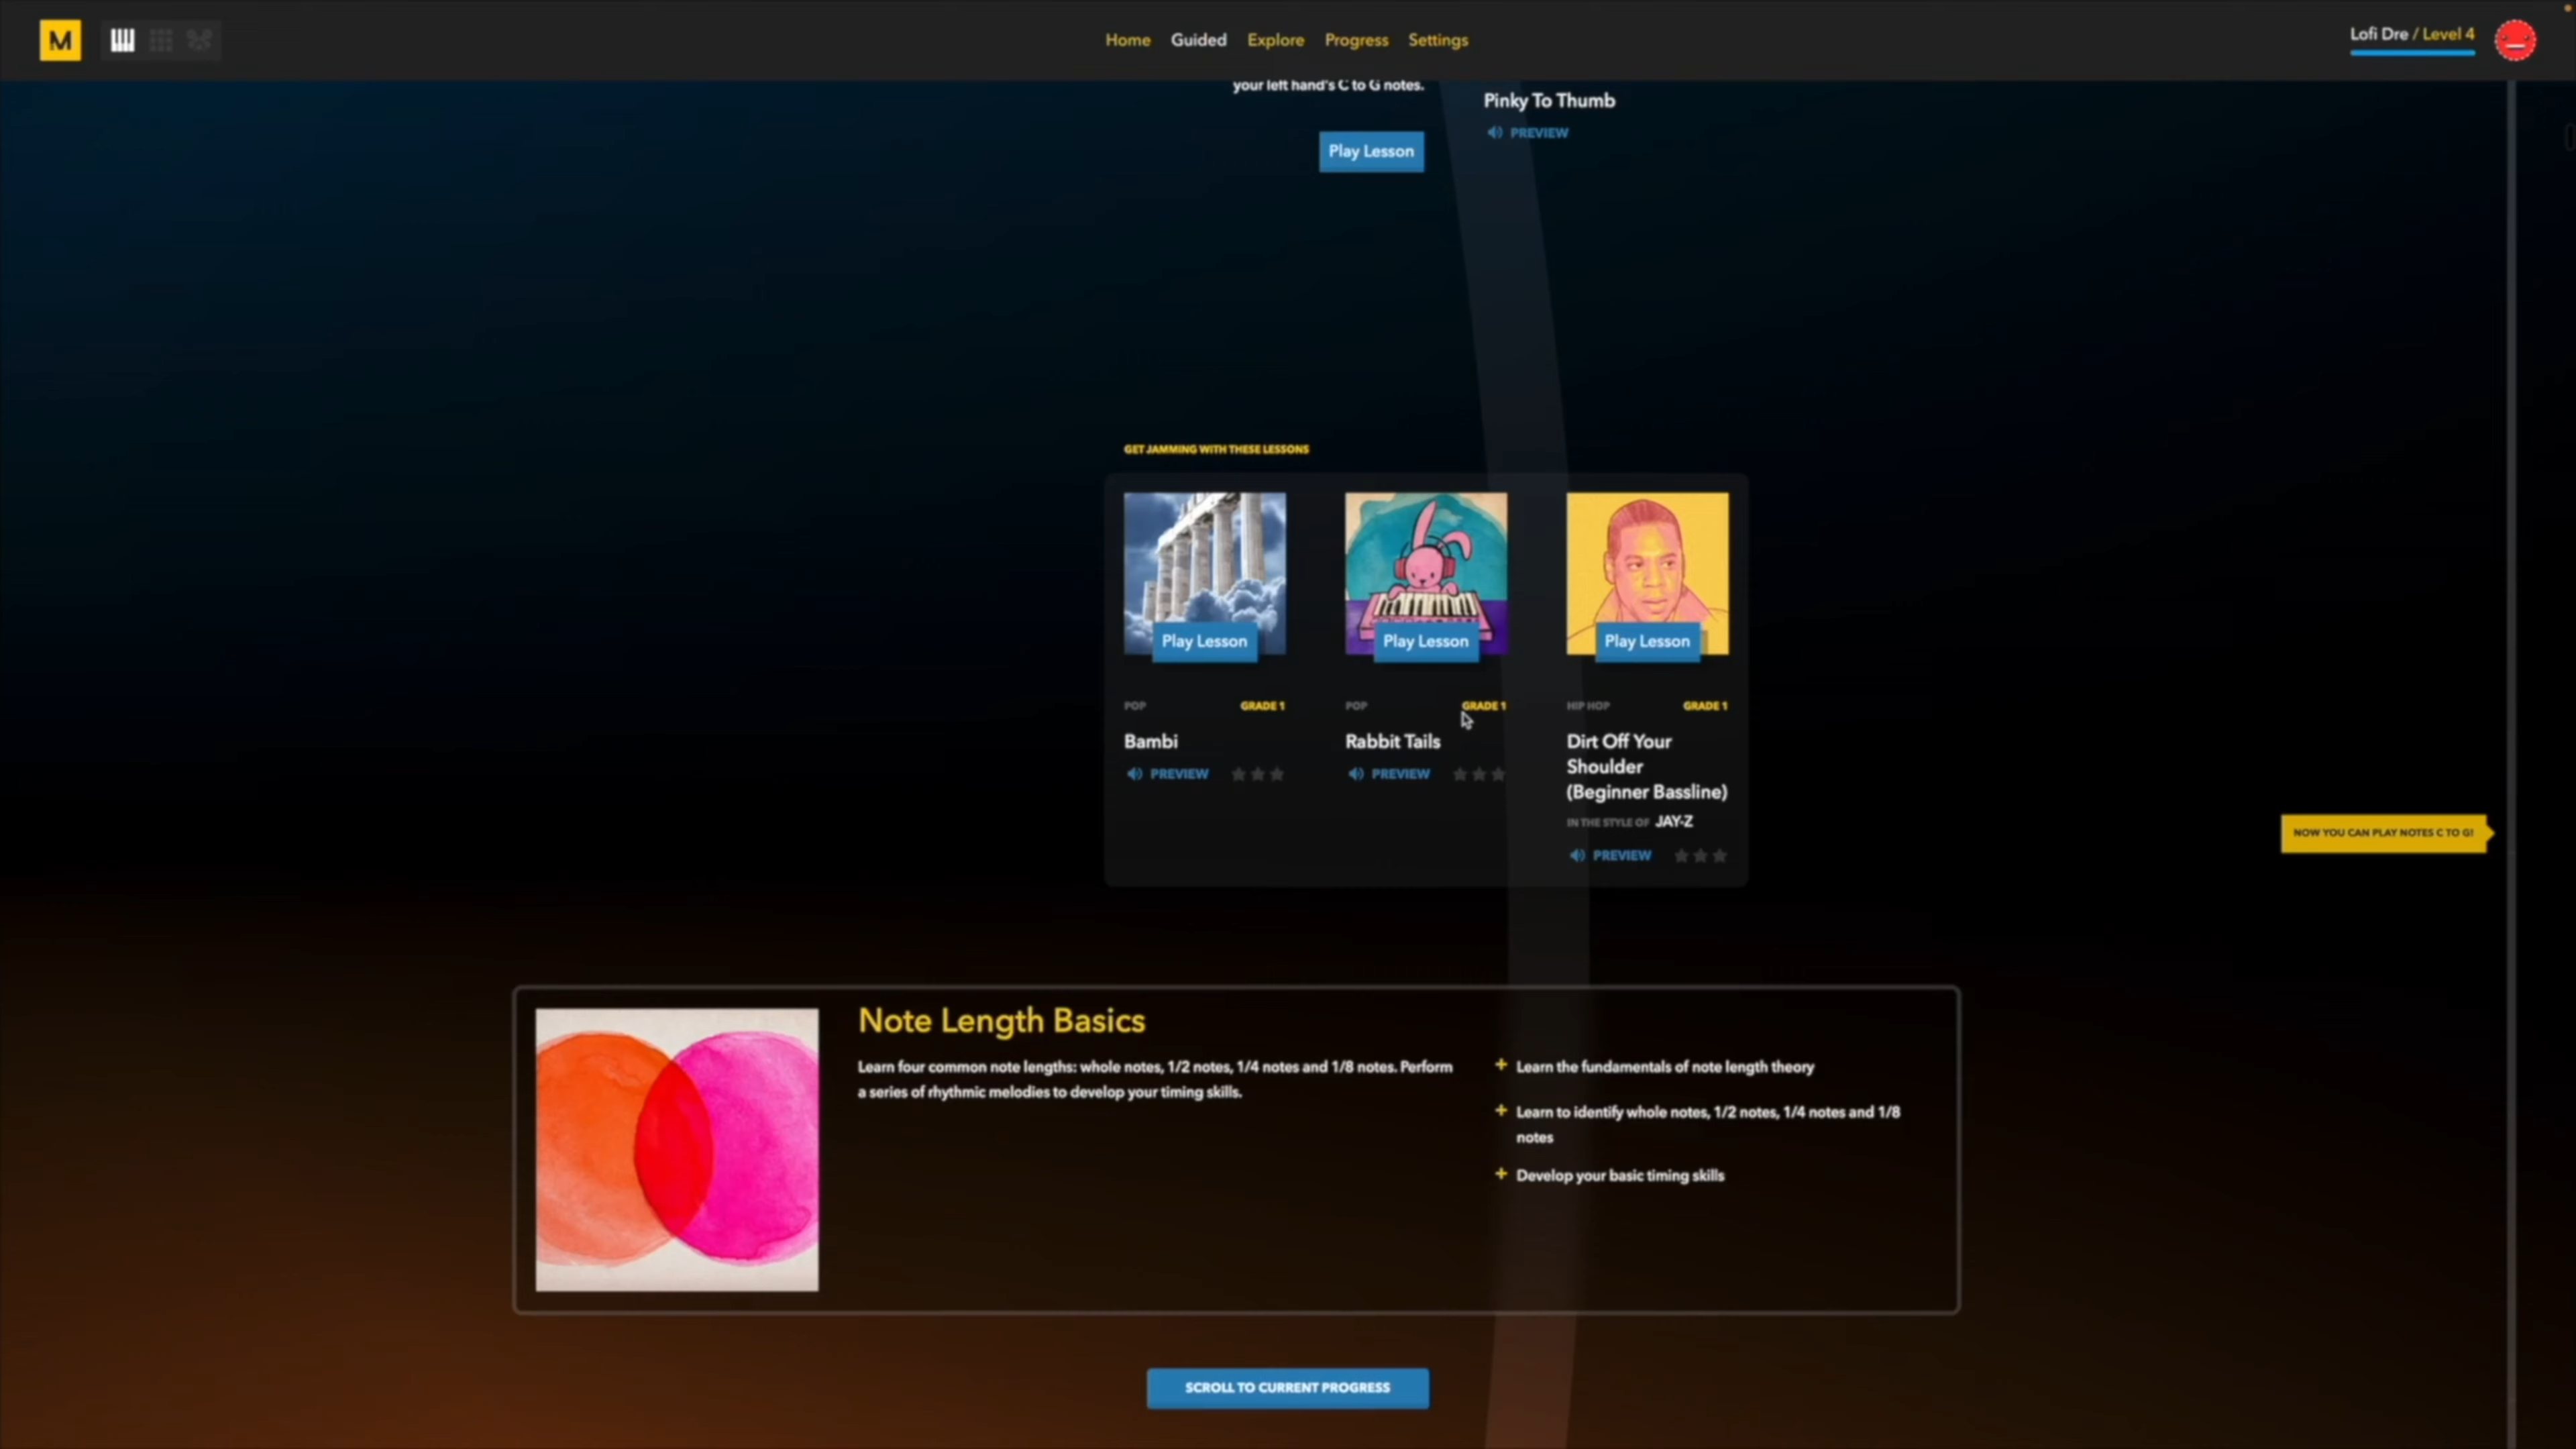 M
Home Guided Explore Progress Settings
Lofi Dre / Level 4
your left hand's C to G notes.
Play Lesson
Pinky To Thumb
PREVIEW
GET JAMMING WITH THESE LESSONS
Play Lesson
POP GRADE 1
Bambi
PREVIEW
Play Lesson
POP GRADE 1
Rabbit Tails
PREVIEW
Play Lesson
HIP HOP GRADE 1
Dirt Off Your
Shoulder
(Beginner Bassline)
IN THE STYLE OF JAY-Z
PREVIEW
NOW YOU CAN PLAY NOTES C TO G!
Note Length Basics
Learn four common note lengths: whole notes, 1/2 notes, 1/4 notes and 1/8 notes. Perform
a series of rhythmic melodies to develop your timing skills.
+ Learn the fundamentals of note length theory
+ Learn to identify whole notes, 1/2 notes, 1/4 notes and 1/8
notes
+ Develop your basic timing skills
SCROLL TO CURRENT PROGRESS